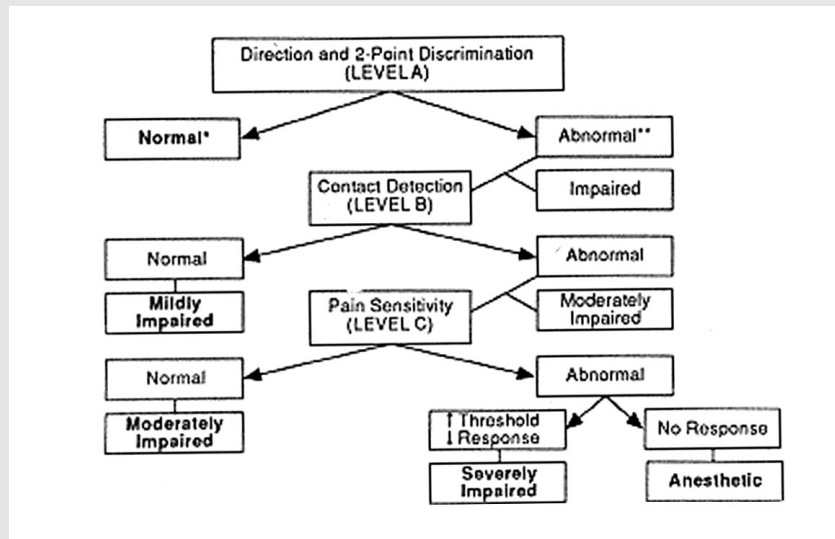 Direction and 2-Point Discrimination
(LEVEL A)
Normal*
Abnormal**
Contact Detection
(LEVEL B)
Impaired
Normal
Abnormal
Mildly
Impaired
Pain Sensitivity
(LEVEL C)
Moderately
Impaired
Normal
Abnormal
Moderately
Impaired
↑ Threshold
↓ Response
No Response
Severely
Impaired
Anesthetic